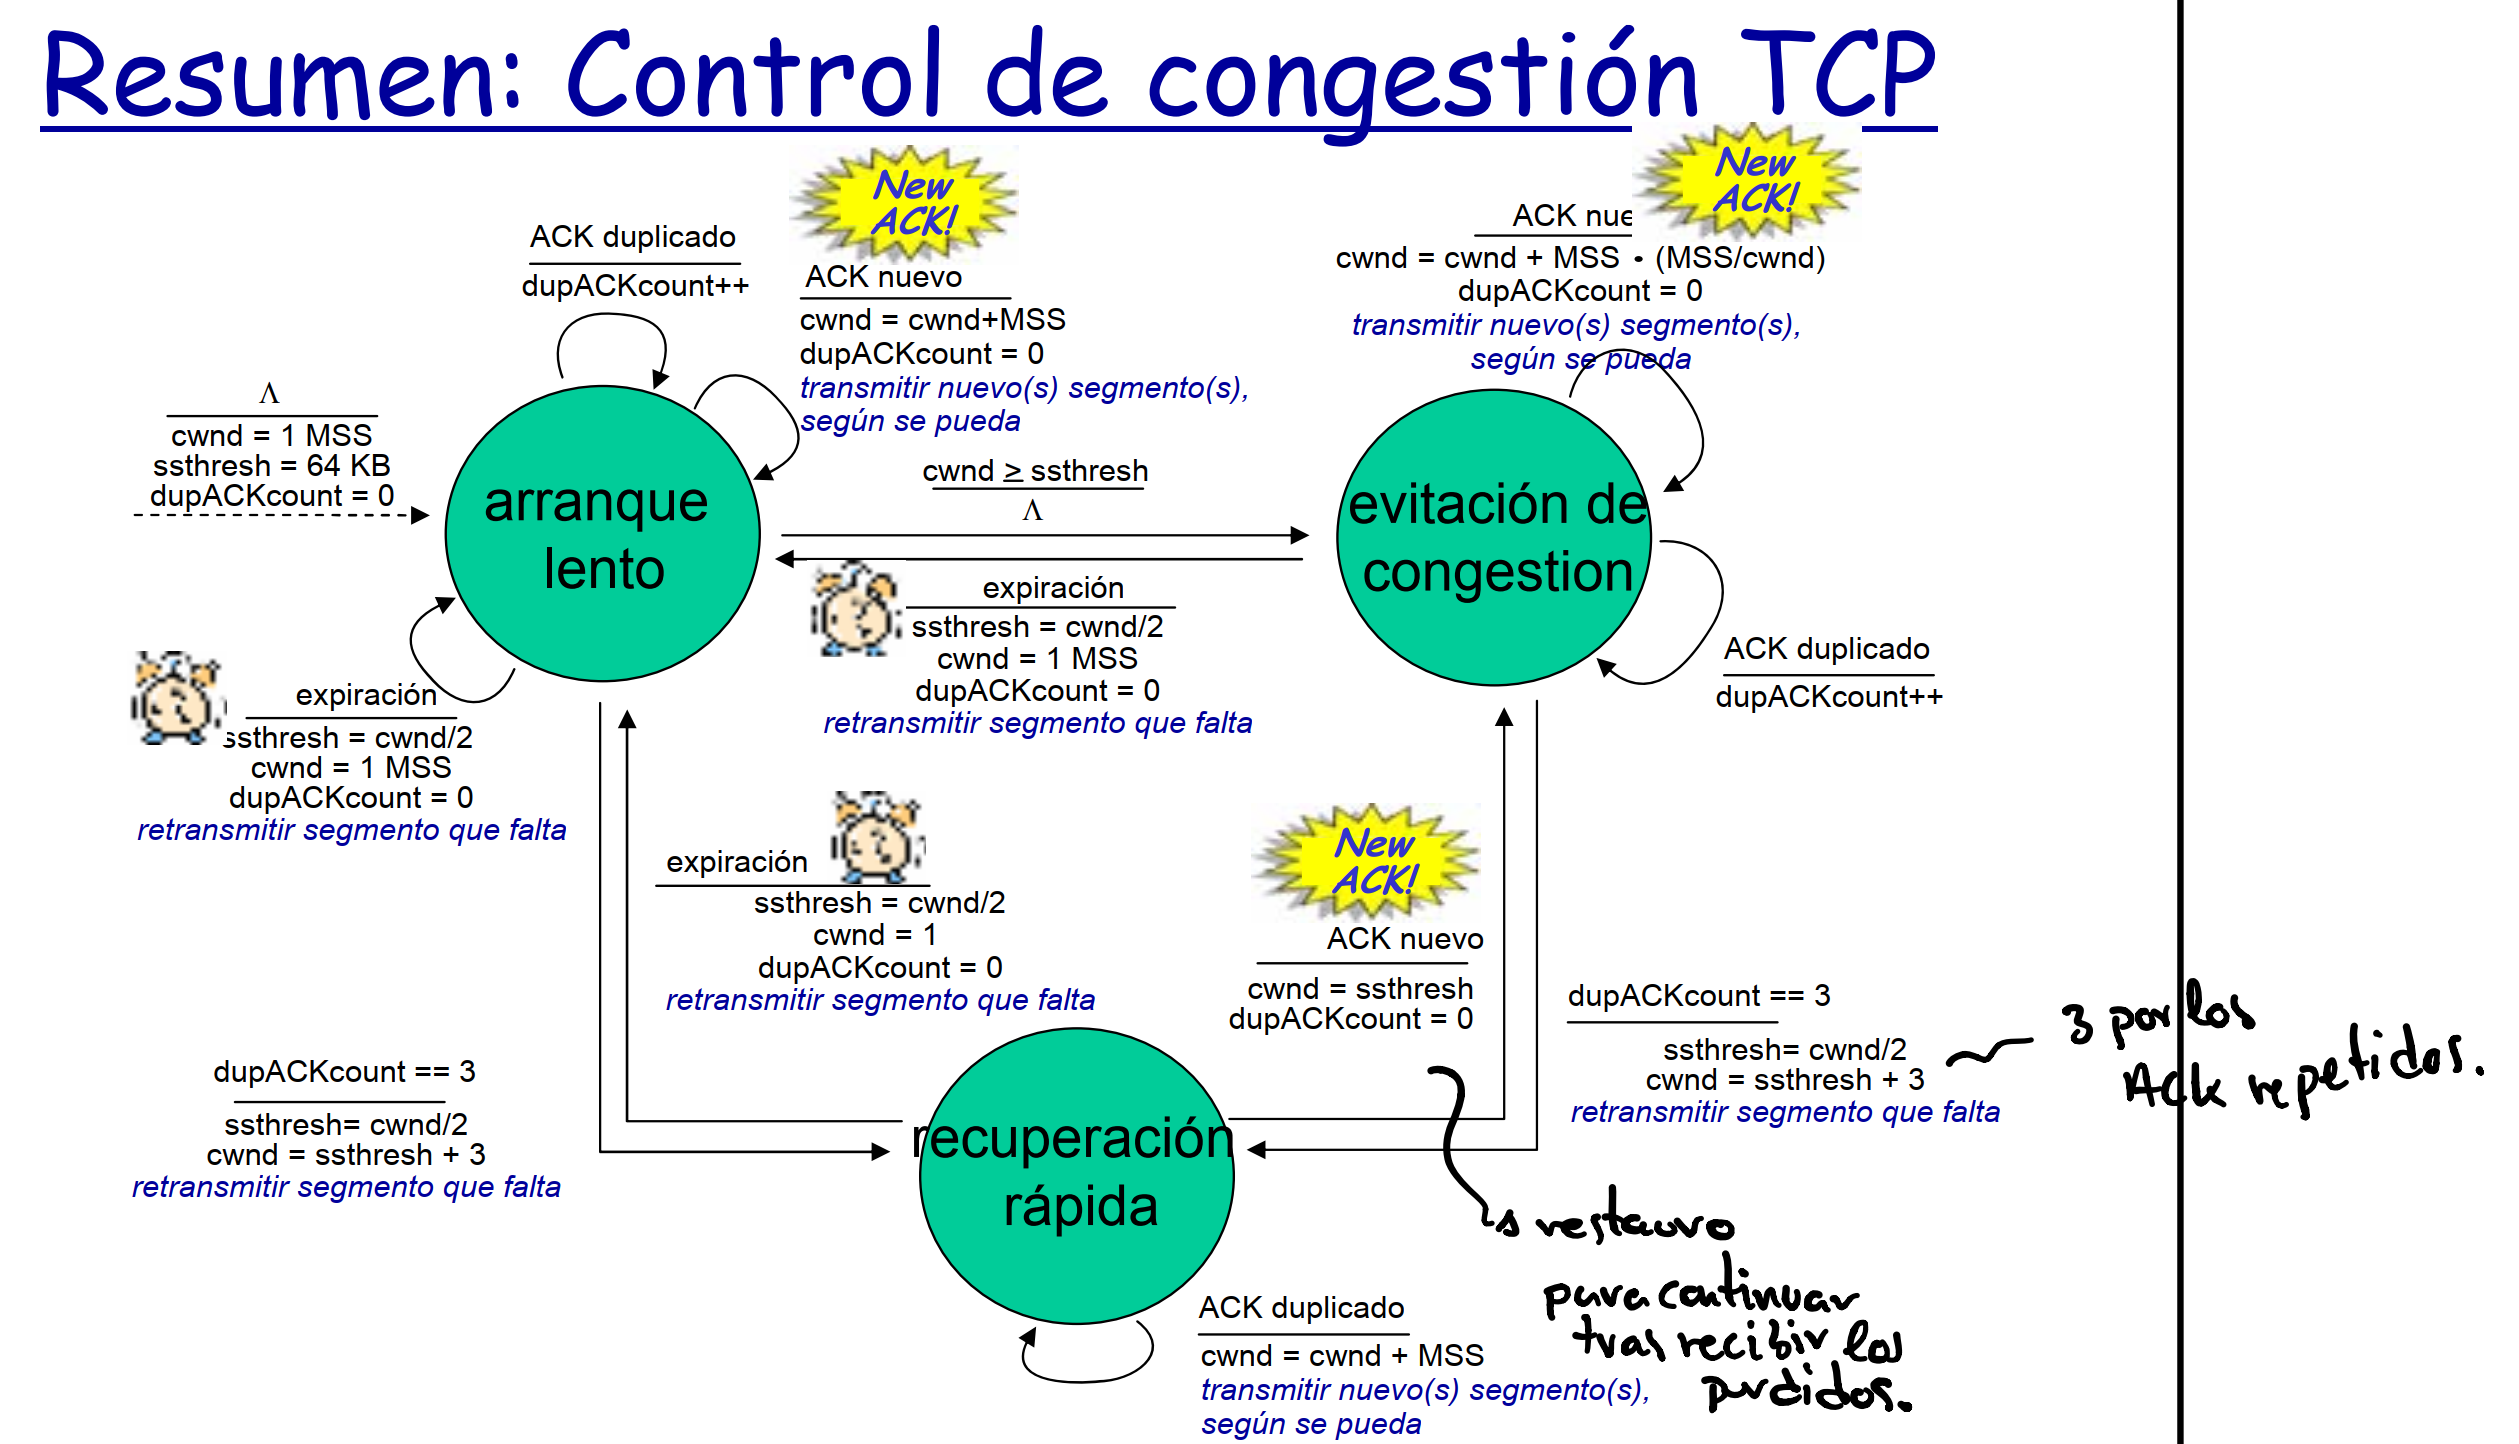 Resumen: Control de congestión TCP
New
ACK!
ACK duplicado
dupACKcount++
ACK nuevo
cwnd = cwnd+MSS
dupACKcount = 0
transmitir nuevo(s) segmento(s),
según se pueda
New
ACK!
ACK nue
cwnd = cwnd + MSS • (MSS/cwnd)
dupACKcount = 0
transmitir nuevo(s) segmento(s),
según se pueda
Λ
cwnd = 1 MSS
ssthresh = 64 KB
dupACKcount = 0
arranque
lento
cwnd ≥ ssthresh
Λ
evitación de
congestion
expiración
ssthresh = cwnd/2
cwnd = 1 MSS
dupACKcount = 0
retransmitir segmento que falta
ACK duplicado
dupACKcount++
expiración
ssthresh = cwnd/2
cwnd = 1 MSS
dupACKcount = 0
retransmitir segmento que falta
expiración
ssthresh = cwnd/2
cwnd = 1
dupACKcount = 0
retransmitir segmento que falta
New
ACK!
ACK nuevo
cwnd = ssthresh
dupACKcount = 0
dupACKcount == 3
ssthresh= cwnd/2
cwnd = ssthresh + 3
retransmitir segmento que falta
3 por los
Ack repetidos.
dupACKcount == 3
ssthresh= cwnd/2
cwnd = ssthresh + 3
retransmitir segmento que falta
recuperación
rápida
restauro
para continuar
tras recibir los
perdidos.
ACK duplicado
cwnd = cwnd + MSS
transmitir nuevo(s) segmento(s),
según se pueda